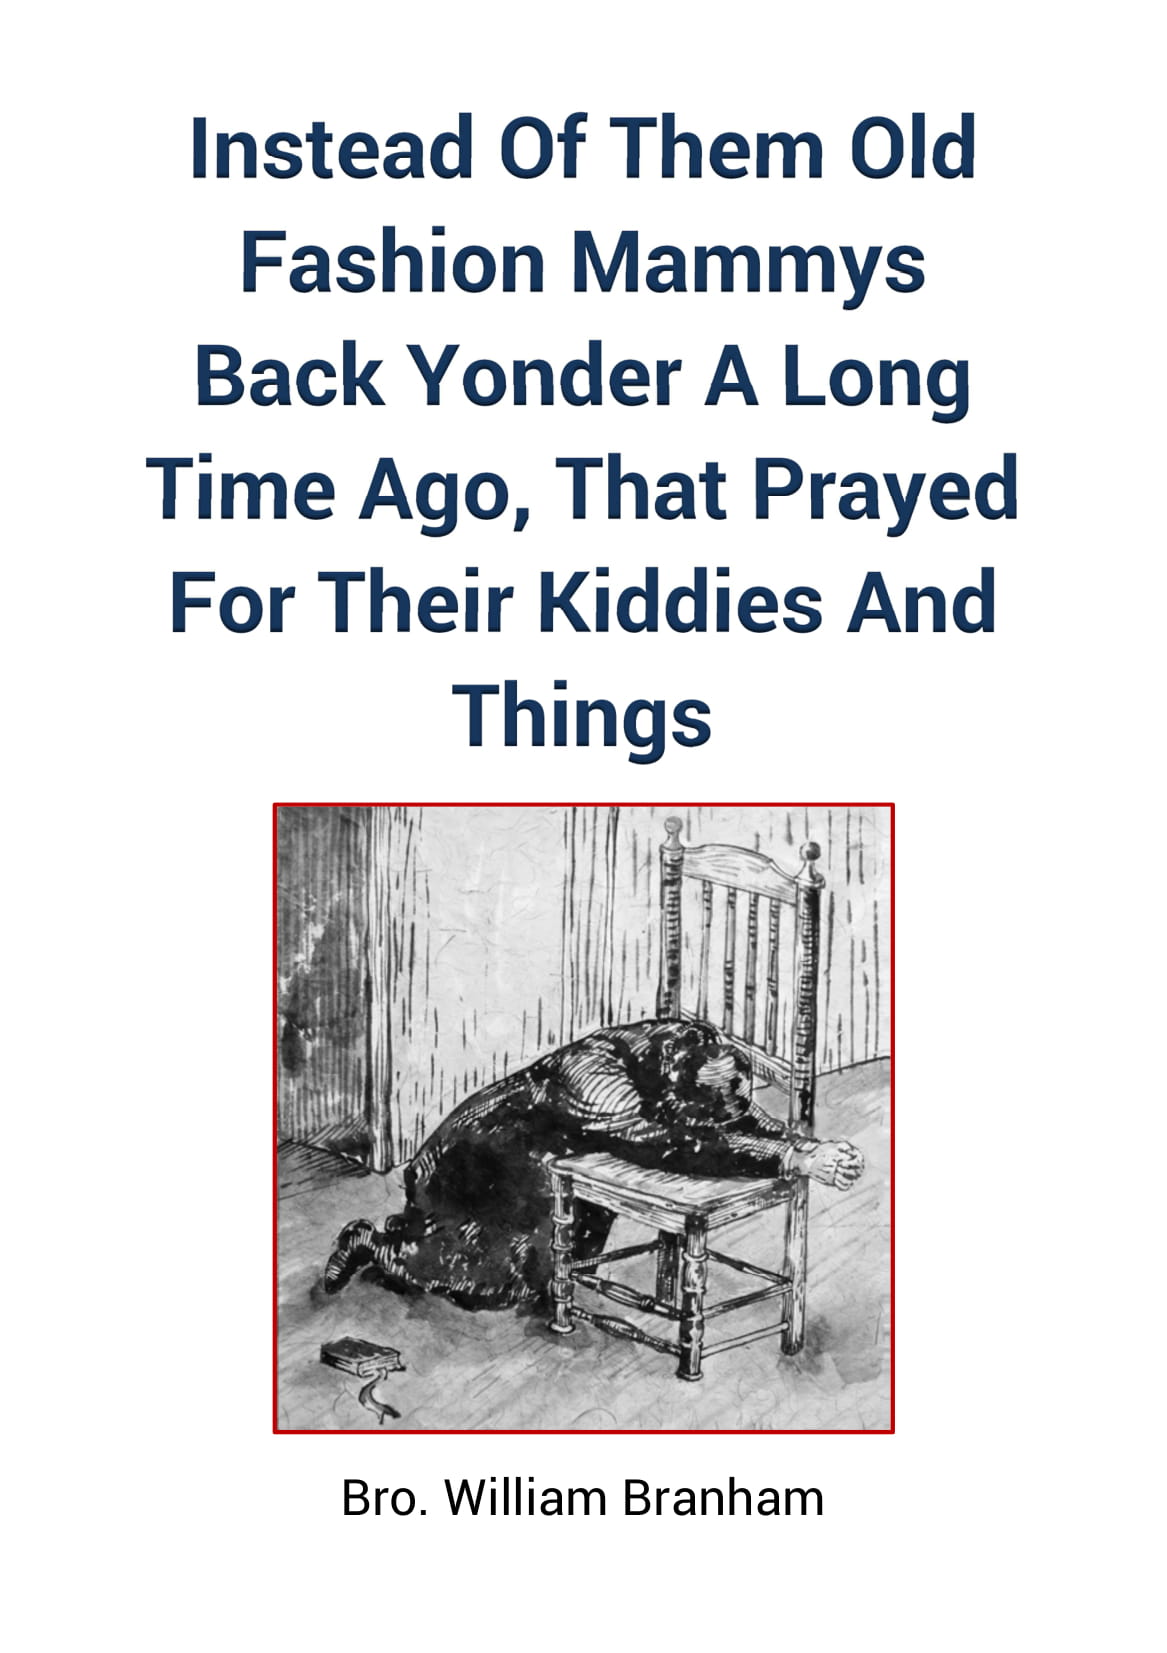 Instead Of Them Old
Fashion Mammys
Back Yonder A Long
Time Ago, That Prayed
For Their Kiddies And
Things
Bro. William Branham